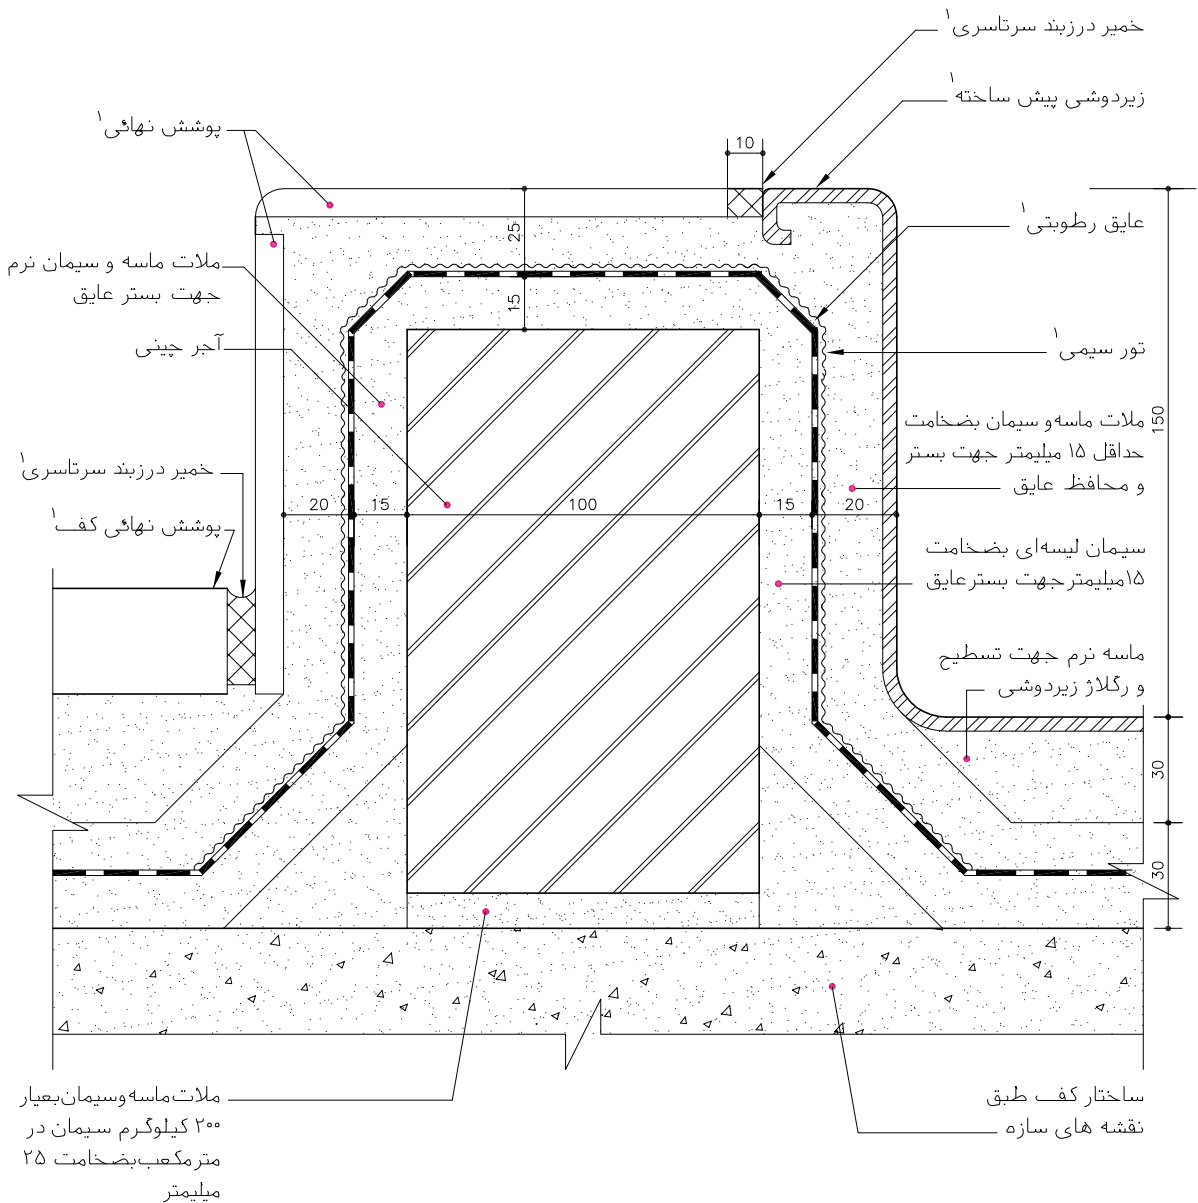 خمیر درزبند سرتاسری۱
زیردوشی پیش ساخته۱
پوشش نهائی۱
10
عایق رطوبتی۱
25
ملات ماسه و سیمان نرم
جهت بستر عایق
15
آجر چینی
تور سیمی۱
150
ملات ماسه و سیمان بضخامت
حداقل ۱۵ میلیمتر جهت بستر
و محافظ عایق
خمیر درزبند سرتاسری۱
20
15
100
15
20
پوشش نهائی کف۱
سیمان لیسه‌ای بضخامت
۱۵میلیمتر جهت بستر عایق
ماسه نرم جهت تسطیح
و رگلاژ زیردوشی
30
30
ملات ماسه وسیمان بعیار
۲۰۰ کیلوگرم سیمان در
مترمکعب بضخامت ۲۵
میلیمتر
ساختار کف طبق
نقشه های سازه